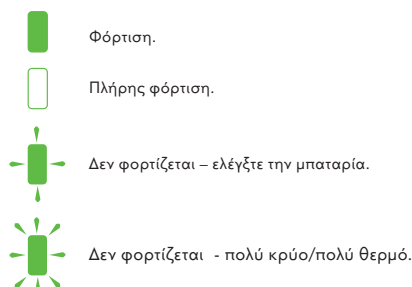 Φόρτιση.
Πλήρης φόρτιση.
Δεν φορτίζεται – ελέγξτε την μπαταρία.
Δεν φορτίζεται - πολύ κρύο/πολύ θερμό.